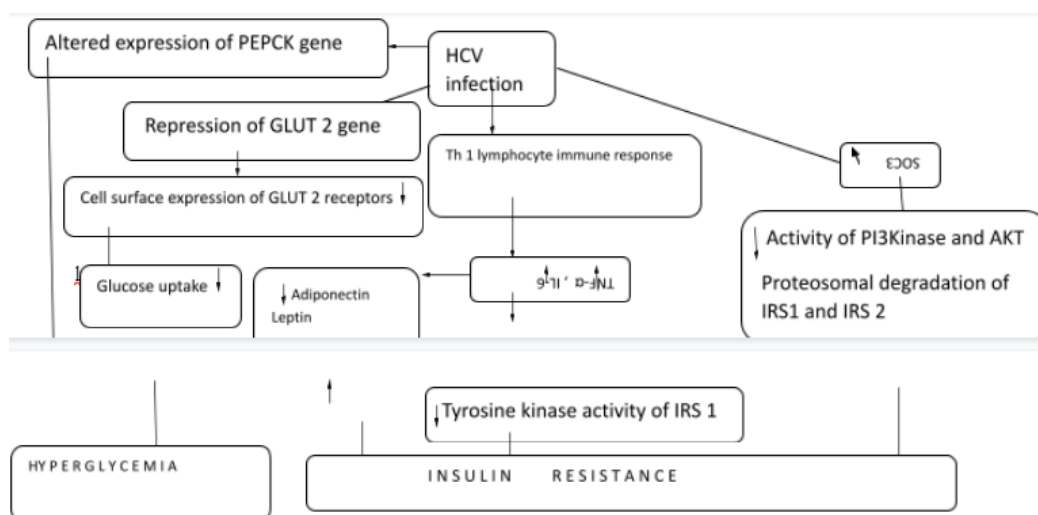 Altered expression of PEPCK gene
HCV
infection
Repression of GLUT 2 gene
Th 1 lymphocyte immune response
SOC3
Cell surface expression of GLUT 2 receptors
Activity of PI3Kinase and AKT
Proteosomal degradation of
IRS1 and IRS 2
1
Glucose uptake
Adiponectin
Leptin
TNF-α , IL-6
Tyrosine kinase activity of IRS 1
HYPERGLYCEMIA
INSULIN RESISTANCE